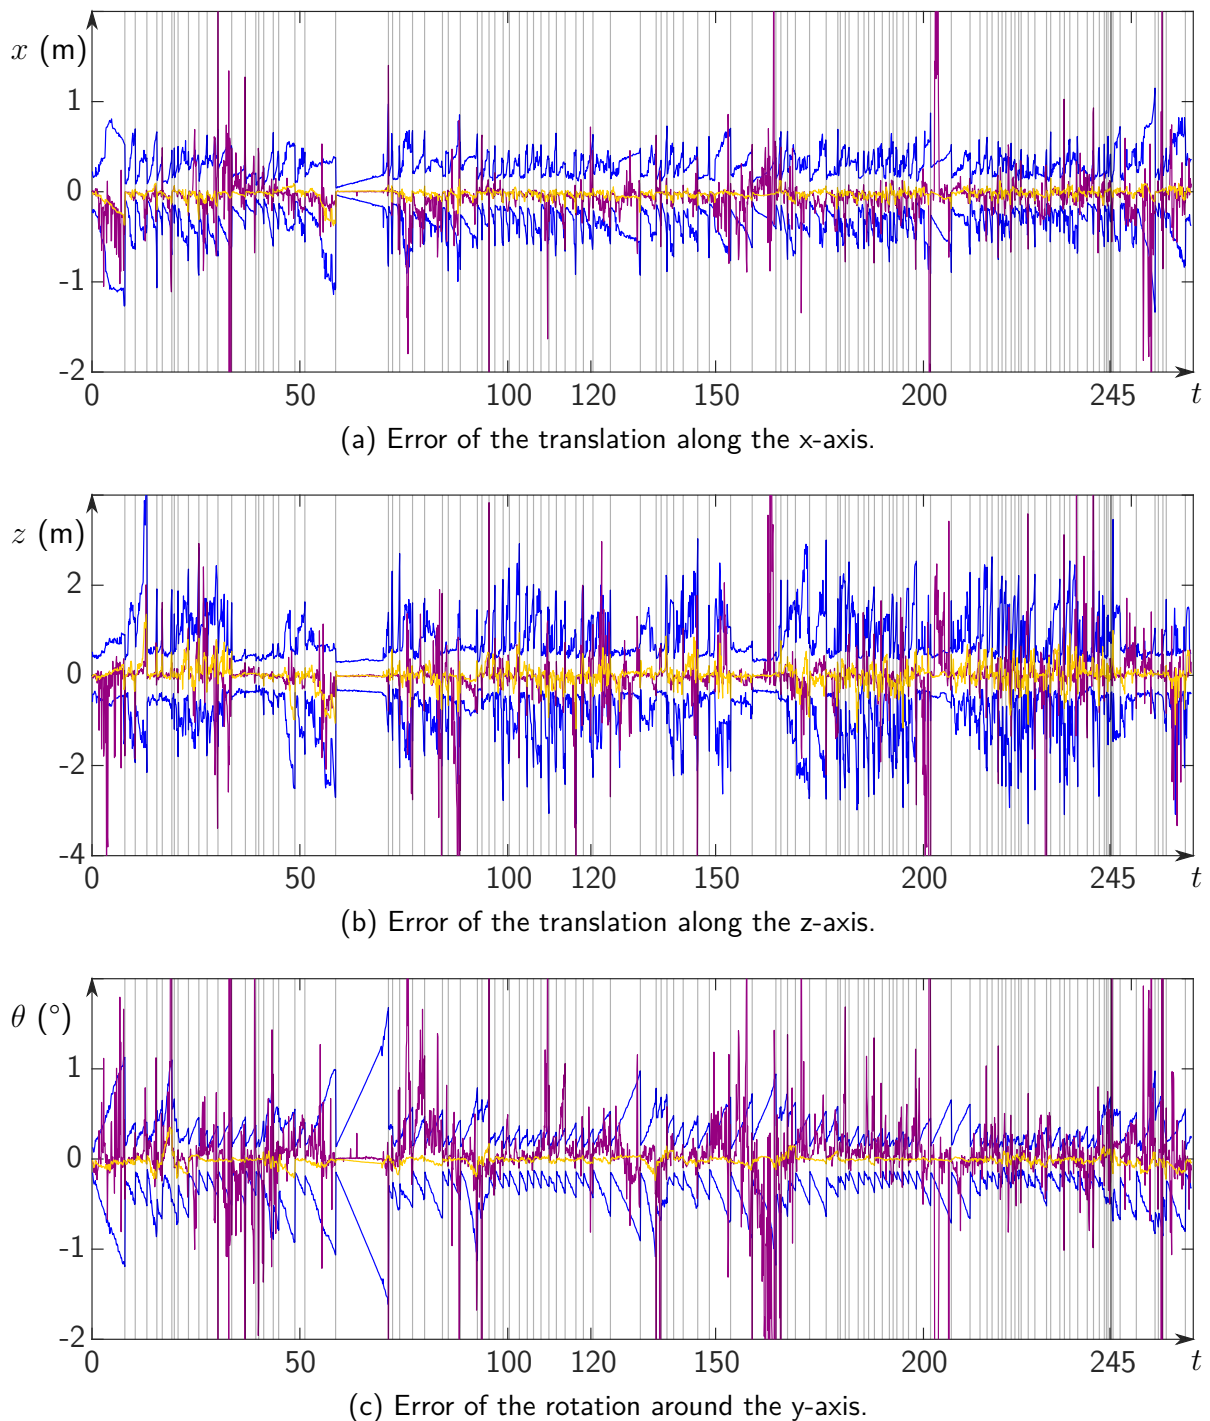 x (m)
1
0
-1
-2
0 50 100 120 150 200 245 t
(a) Error of the translation along the x-axis.
z (m)
2
0
-2
-4
0 50 100 120 150 200 245 t
(b) Error of the translation along the z-axis.
θ (°)
1
0
-1
-2
0 50 100 120 150 200 245 t
(c) Error of the rotation around the y-axis.